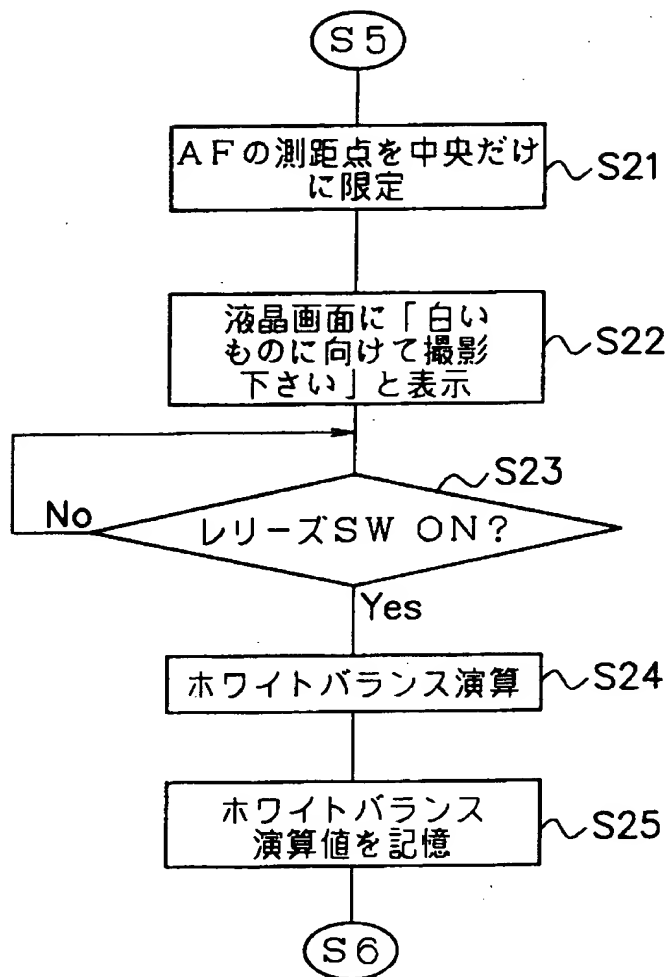 S5
AFの測距点を中央だけ
に限定
S21
液晶画面に「白い
ものに向けて撮影
下さい」と表示
S22
S23
No
レリーズSW ON?
Yes
ホワイトバランス演算
S24
ホワイトバランス
演算値を記憶
S25
S6